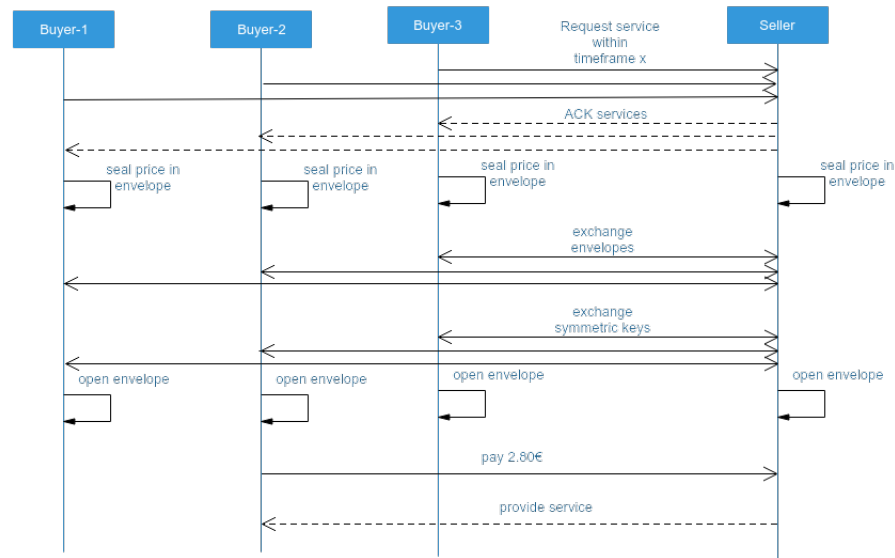 Buyer-1
Buyer-2
Buyer-3
Request service
within
timeframe x
Seller
ACK services
seal price in
envelope
seal price in
envelope
seal price in
envelope
seal price in
envelope
exchange
envelopes
exchange
symmetric keys
open envelope
open envelope
open envelope
open envelope
pay 2.80€
provide service